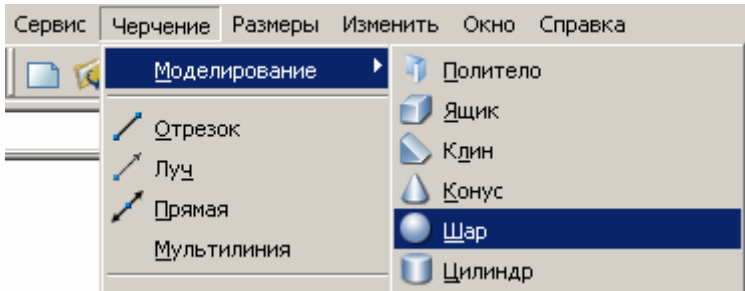 Сервис Черчение Размеры Изменить Окно Справка
Моделирование
Отрезок
Луч
Прямая
Мультилиния
Политело
Ящик
Клин
Конус
Шар
Цилиндр